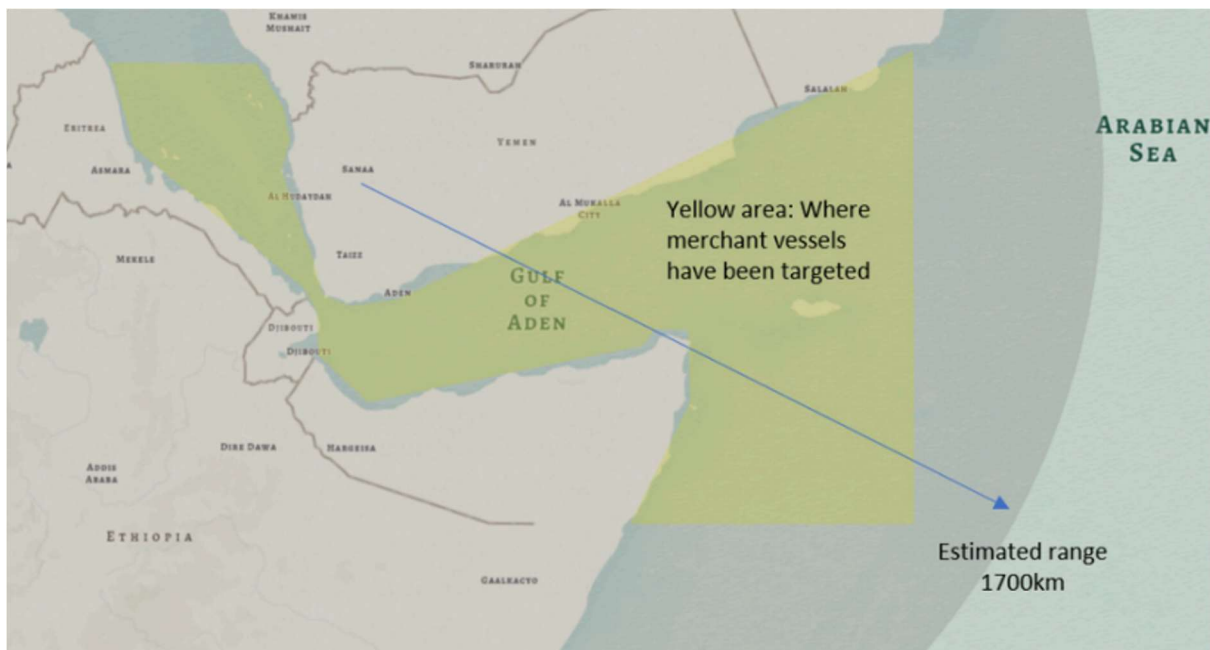 KHAMIS
MUSHAIT
SHARURAH
SALALAH
ARABIAN
SEA
ERITREA
YEMEN
ASMARA
SANAA
AL HUDAYDAH
AL MUKALLA
CITY
Yellow area: Where
merchant vessels
have been targeted
MEKELE
TAIZZ
GULF
OF
ADEN
ADEN
DJIBOUTI
DJIBOUTI
DIRE DAWA
HARGEISA
ADDIS
ABABA
ETHIOPIA
Estimated range
1700km
GAALKACYO